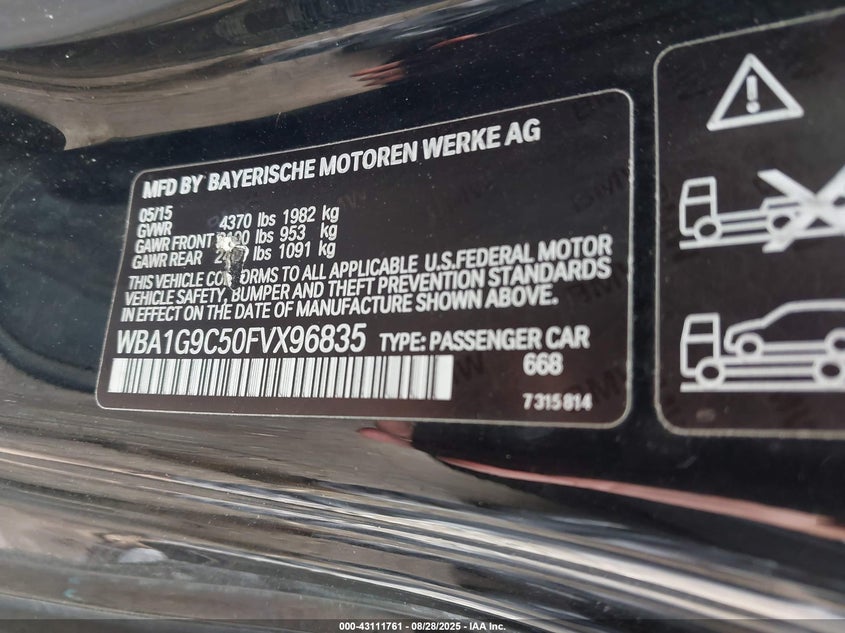 MFD BY BAYERISCHE MOTOREN WERKE AG
05/15
GVWR 4370 lbs 1982 kg
GAWR FRONT lbs 953 kg
GAWR REAR lbs 1091 kg
THIS VEHICLE CONFORMS TO ALL APPLICABLE U.S.FEDERAL MOTOR
VEHICLE SAFETY, BUMPER AND THEFT PREVENTION STANDARDS
IN EFFECT ON THE DATE OF MANUFACTURE SHOWN ABOVE.
WBA1G9C50FVX96835 TYPE: PASSENGER CAR
668
7315814
000-43111761 - 08/28/2025 - IAA, Inc.